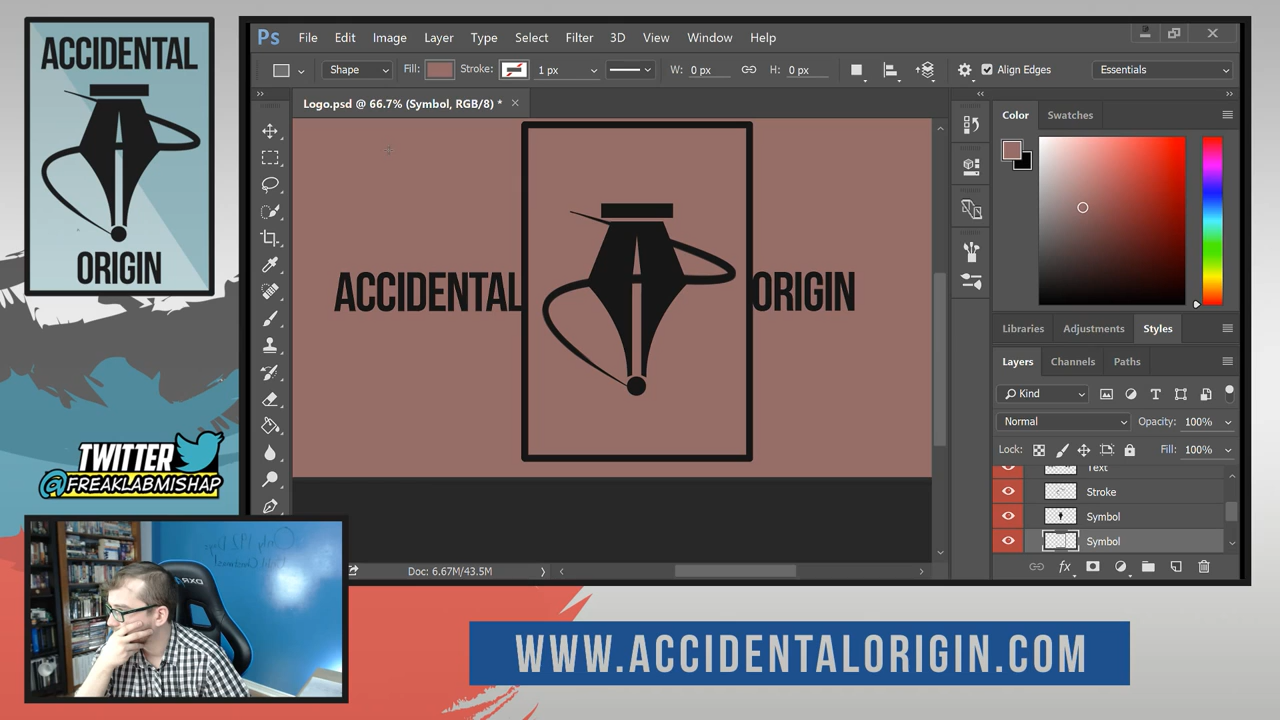 ACCIDENTAL
ORIGIN
TWITTER
@FREAKLABMISHAP
Ps File Edit Image Layer Type Select Filter 3D View Window Help
Shape Fill: Stroke: 1 px W: 0 px H: 0 px Align Edges Essentials
Logo.psd @ 66.7% (Symbol, RGB/8) *
ACCIDENTAL ORIGIN
Doc: 6.67M/43.5M
Color Swatches
Libraries Adjustments Styles
Layers Channels Paths
Kind
Normal Opacity: 100%
Lock: Fill: 100%
Text
Stroke
Symbol
Symbol
fx
DXR
WWW.ACCIDENTALORIGIN.COM